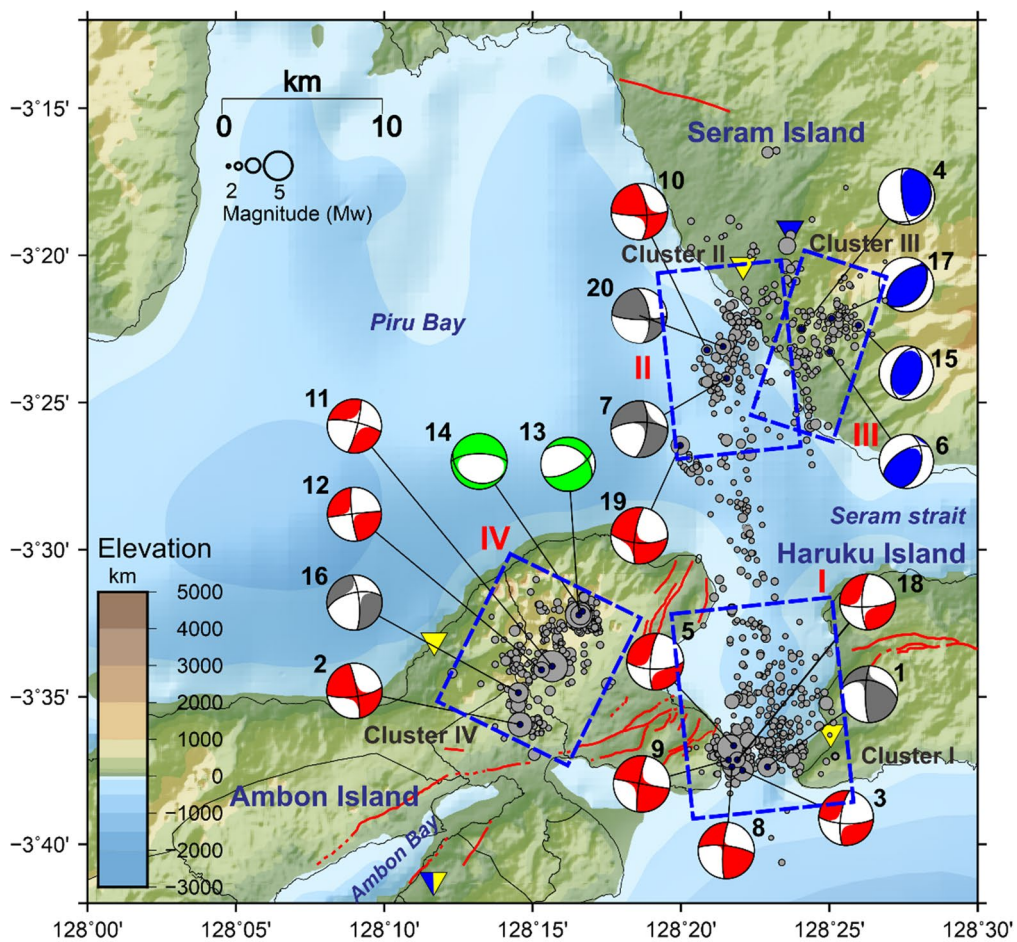 km
0 10
2 5
Magnitude (Mw)
Seram Island
−3°15'
−3°20'
−3°25'
−3°30'
−3°35'
−3°40'
10
4
Cluster II
Cluster III
17
20
Piru Bay
II
15
11
14
13
7
III
6
12
19
Seram strait
IV
Haruku Island
Elevation
km
5000
4000
3000
2000
1000
0
−1000
−2000
−3000
16
I
18
5
2
1
Cluster IV
Cluster I
9
Ambon Island
3
8
Ambon Bay
128°00'
128°05'
128°10'
128°15'
128°20'
128°25'
128°30'